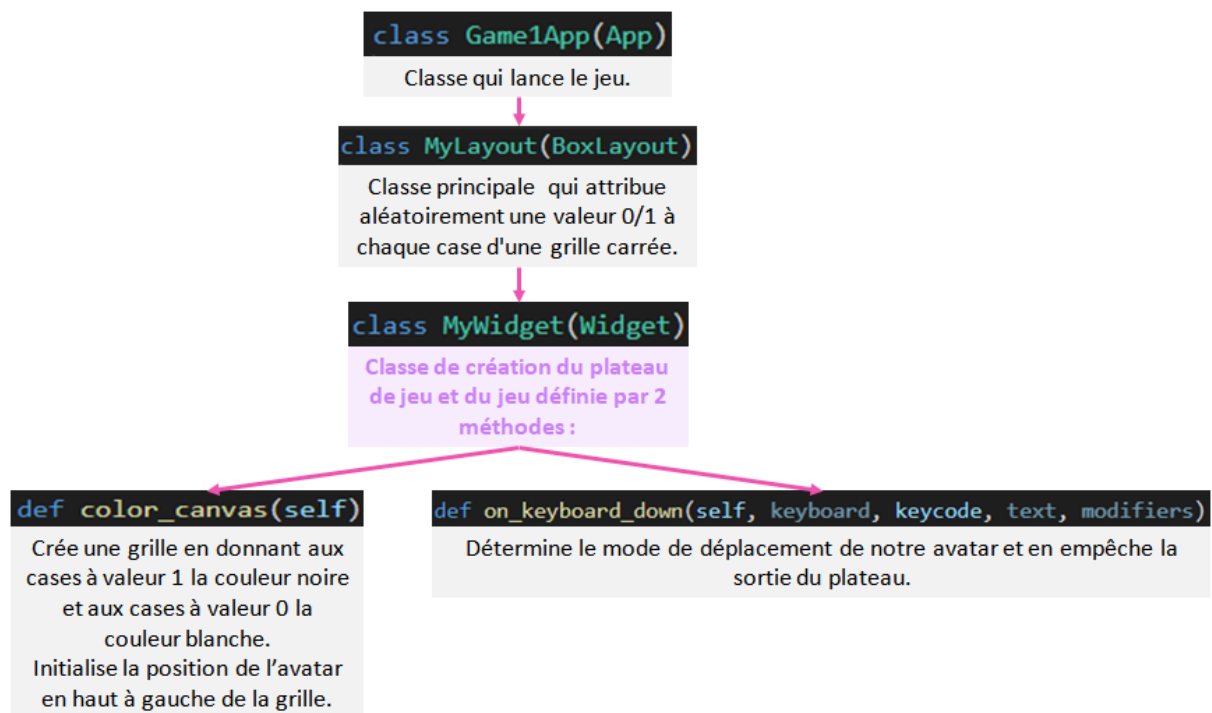 class Game1App(App)
Classe qui lance le jeu.
class MyLayout(BoxLayout)
Classe principale qui attribue
aléatoirement une valeur 0/1 à
chaque case d'une grille carrée.
class MyWidget(Widget)
Classe de création du plateau
de jeu et du jeu définie par 2
méthodes :
def color_canvas(self)
Crée une grille en donnant aux
cases à valeur 1 la couleur noire
et aux cases à valeur 0 la
couleur blanche.
Initialise la position de l’avatar
en haut à gauche de la grille.
def on_keyboard_down(self, keyboard, keycode, text, modifiers)
Détermine le mode de déplacement de notre avatar et en empêche la
sortie du plateau.